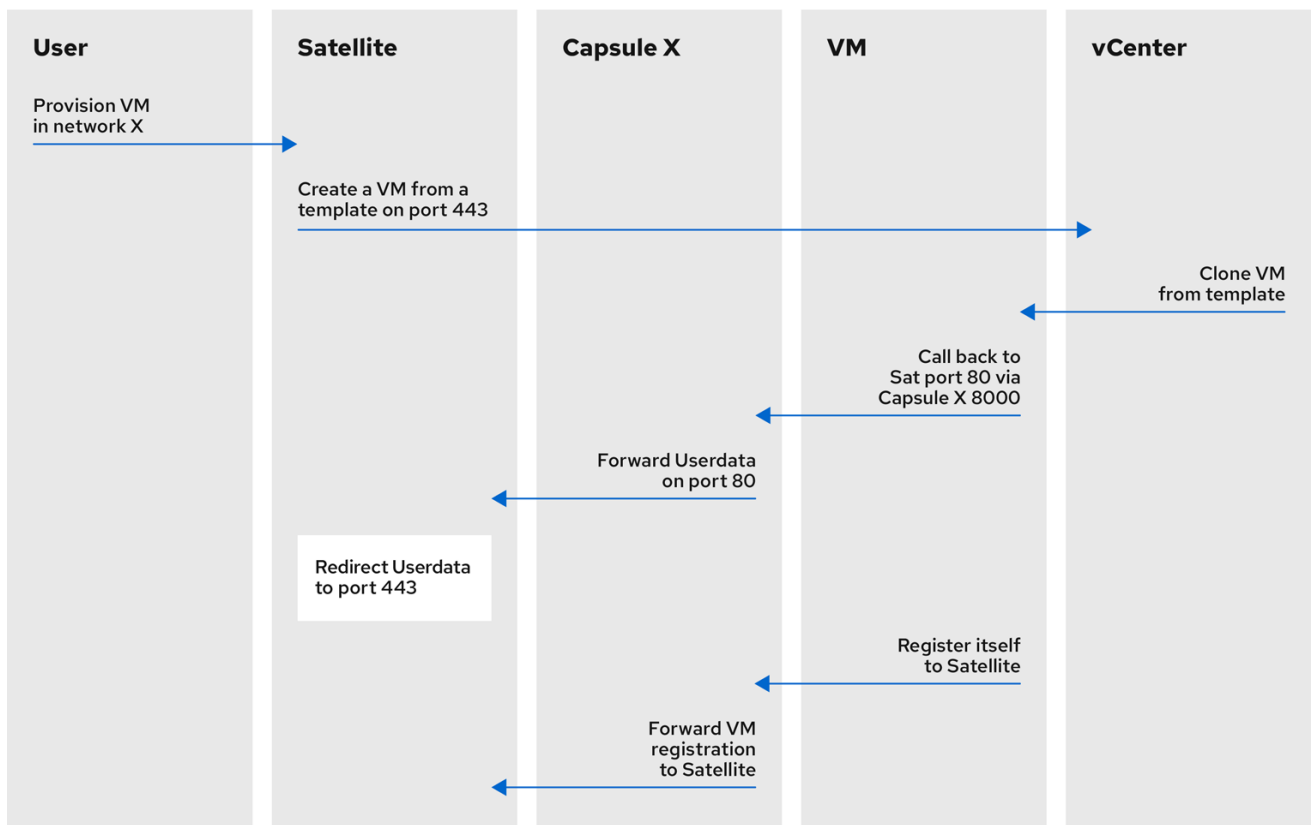 User
Satellite
Capsule X
VM
vCenter
Provision VM
in network X
Create a VM from a
template on port 443
Clone VM
from template
Call back to
Sat port 80 via
Capsule X 8000
Forward Userdata
on port 80
Redirect Userdata
to port 443
Register itself
to Satellite
Forward VM
registration
to Satellite